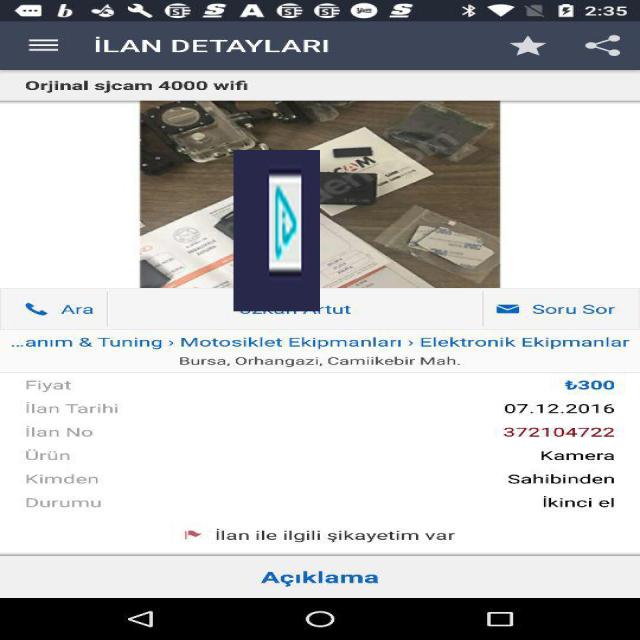 2:35
İLAN DETAYLARI
Orjinal sjcam 4000 wifi
Ara
Artut
Soru Sor
...anım & Tuning › Motosiklet Ekipmanları › Elektronik Ekipmanlar
Bursa, Orhangazi, Camiikebir Mah.
Fiyat ₺300
İlan Tarihi 07.12.2016
İlan No 372104722
Ürün Kamera
Kimden Sahibinden
Durumu İkinci el
İlan ile ilgili şikayetim var
Açıklama